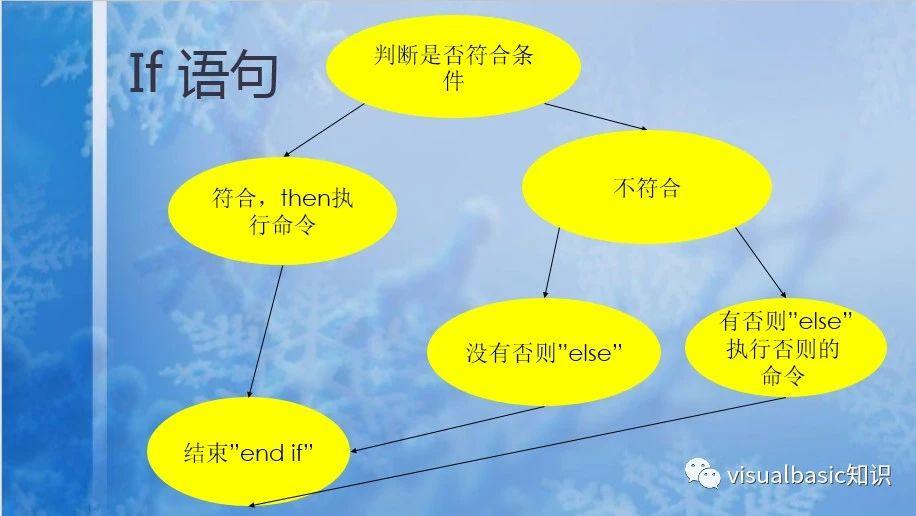 If 语句
判断是否符合条
件
符合，then执
行命令
不符合
没有否则”else”
有否则”else”
执行否则的
命令
结束”end if”
visualbasic知识